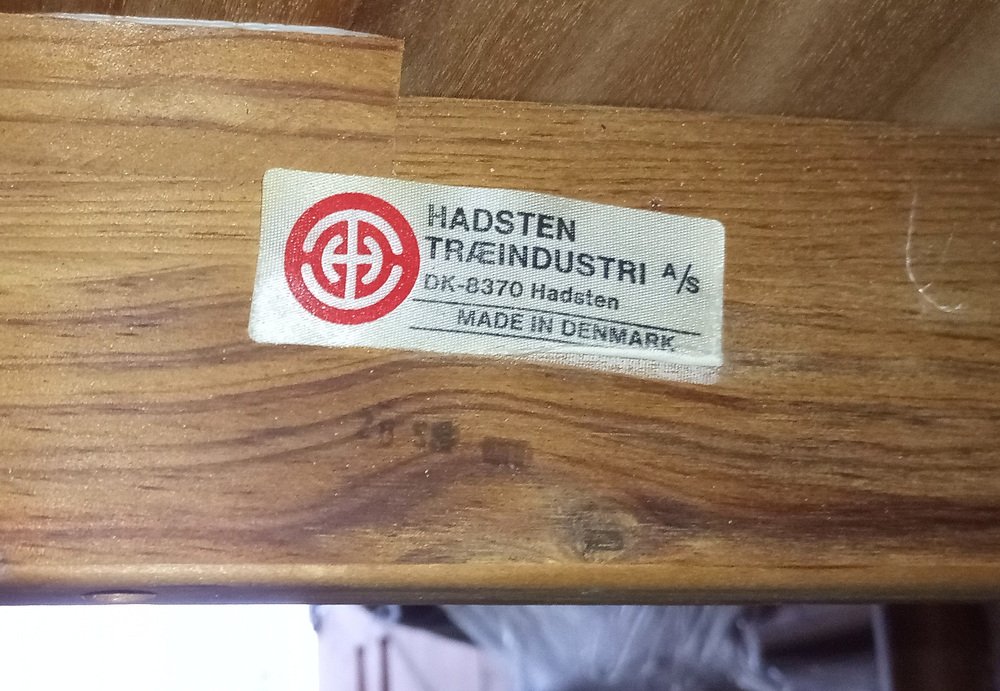 HADSTEN
TRÆINDUSTRI A/S
DK-8370 Hadsten
MADE IN DENMARK